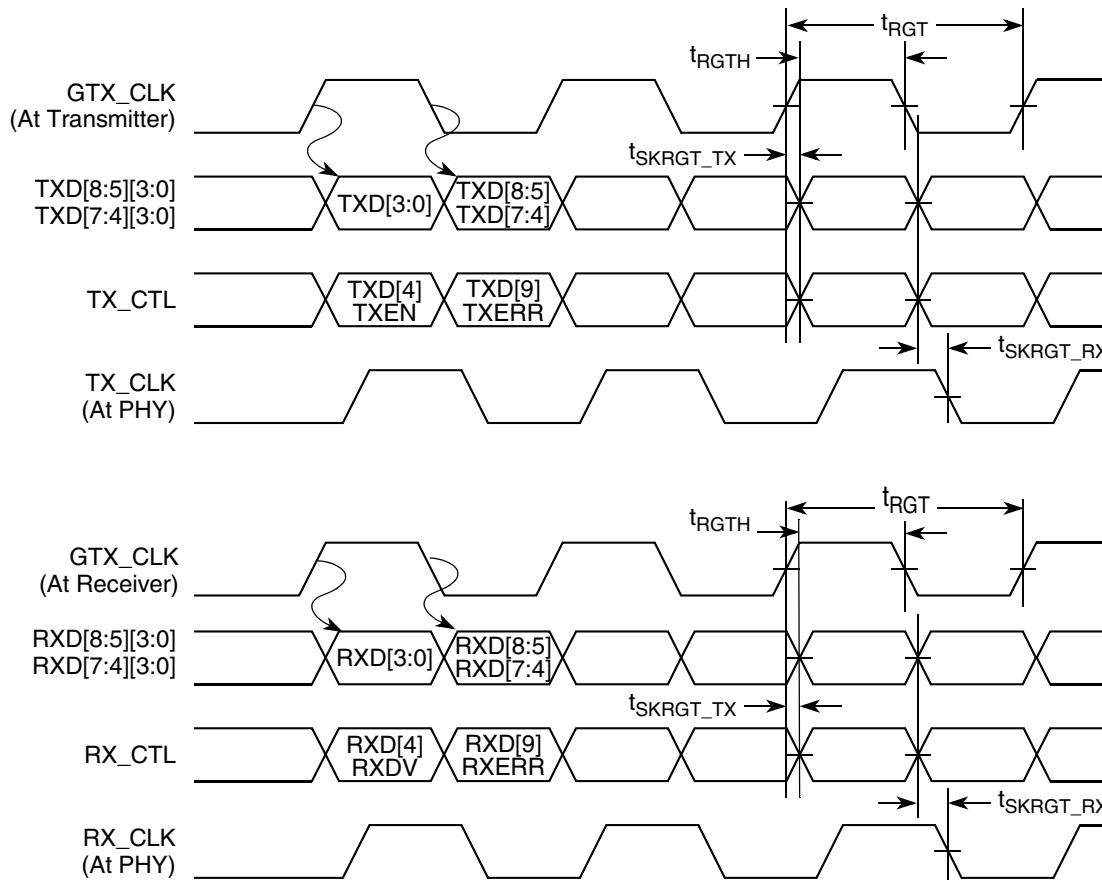 tRGT
tRGTH
GTX_CLK
(At Transmitter)
tSKRGT_TX
TXD[8:5][3:0]
TXD[7:4][3:0]
TXD[3:0]
TXD[8:5]
TXD[7:4]
TX_CTL
TXD[4]
TXEN
TXD[9]
TXERR
tSKRGT_RX
TX_CLK
(At PHY)
tRGT
tRGTH
GTX_CLK
(At Receiver)
RXD[8:5][3:0]
RXD[7:4][3:0]
RXD[3:0]
RXD[8:5]
RXD[7:4]
tSKRGT_TX
RX_CTL
RXD[4]
RXDV
RXD[9]
RXERR
tSKRGT_RX
RX_CLK
(At PHY)